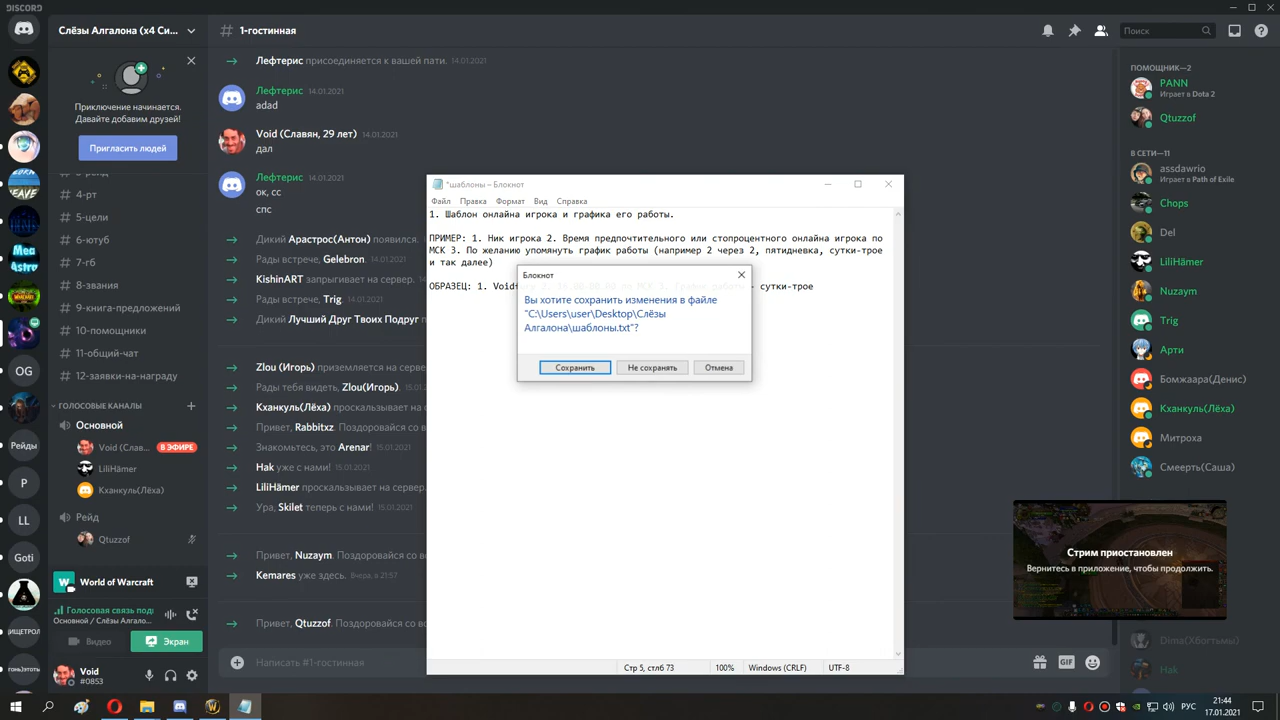 DISCORD
Слёзы Алгалона (x4 Си...
Приключение начинается.
Давайте добавим друзей!
Пригласить людей
4-рт
5-цели
6-ютуб
7-гб
8-звания
9-книга-предложений
10-помощники
11-общий-чат
12-заявки-на-награду
ГОЛОСОВЫЕ КАНАЛЫ
Основной
Void (Слав...
В ЭФИРЕ
LiliHämer
Кханкуль(Лёха)
Рейд
Qtuzzof
World of Warcraft
Голосовая связь подк
Основной / Слёзы Алгало...
Видео
Экран
Void
#0853
OG
Рейды
P
LL
Goti
1-гостинная
Поиск
Лефтерис присоединяется к вашей пати. 14.01.2021
Лефтерис 14.01.2021
adad
Void (Славян, 29 лет) 14.01.2021
дал
Лефтерис 14.01.2021
ок, сс
спс
Дикий Арастрос(Антон) появился.
Рады встрече, Gelebron. 14.01.2021
KishinART запрыгивает на сервер.
Рады встрече, Trig 14.01.2021
Дикий Лучший Друг Твоих Подруг п
Zlou (Игорь) приземляется на серве
Рады тебя видеть, Zlou(Игорь). 15.0
Кханкуль(Лёха) проскальзывает на с
Привет, Rabbitxz. Поздоровайся со в
Знакомьтесь, это Arenar! 15.01.2021
Hak уже с нами! 15.01.2021
LiliHämer проскальзывает на сервер.
Ура, Skilet теперь с нами! 15.01.2021
Привет, Nuzaym. Поздоровайся со вс
Kemares уже здесь. Вчера, в 21:57
Привет, Qtuzzof. Поздоровайся со вс
Написать #1-гостинная
GIF
*шаблоны – Блокнот
Файл Правка Формат Вид Справка
1. Шаблон онлайна игрока и графика его работы.
ПРИМЕР: 1. Ник игрока 2. Время предпочтительного или стопроцентного онлайна игрока по
МСК 3. По желанию упомянуть график работы (например 2 через 2, пятидневка, сутки-трое
и так далее)
ОБРАЗЕЦ: 1. Void
- сутки-трое
Блокнот
Вы хотите сохранить изменения в файле
"C:\Users\user\Desktop\Слёзы
Алгалона\шаблоны.txt"?
Сохранить
Не сохранять
Отмена
Стр 5, стлб 73
100%
Windows (CRLF)
UTF-8
ПОМОЩНИК—2
PANN
Играет в Dota 2
Qtuzzof
В СЕТИ—11
assdawrio
Играет в Path of Exile
Chops
Del
LiliHämer
Nuzaym
Trig
Арти
Бомжаара(Денис)
Кханкуль(Лёха)
Митроха
Смеерть(Саша)
Стрим приостановлен
Вернитесь в приложение, чтобы продолжить.
Dima(Хбогтымы)
Hak
РУС
21:44
17.01.2021